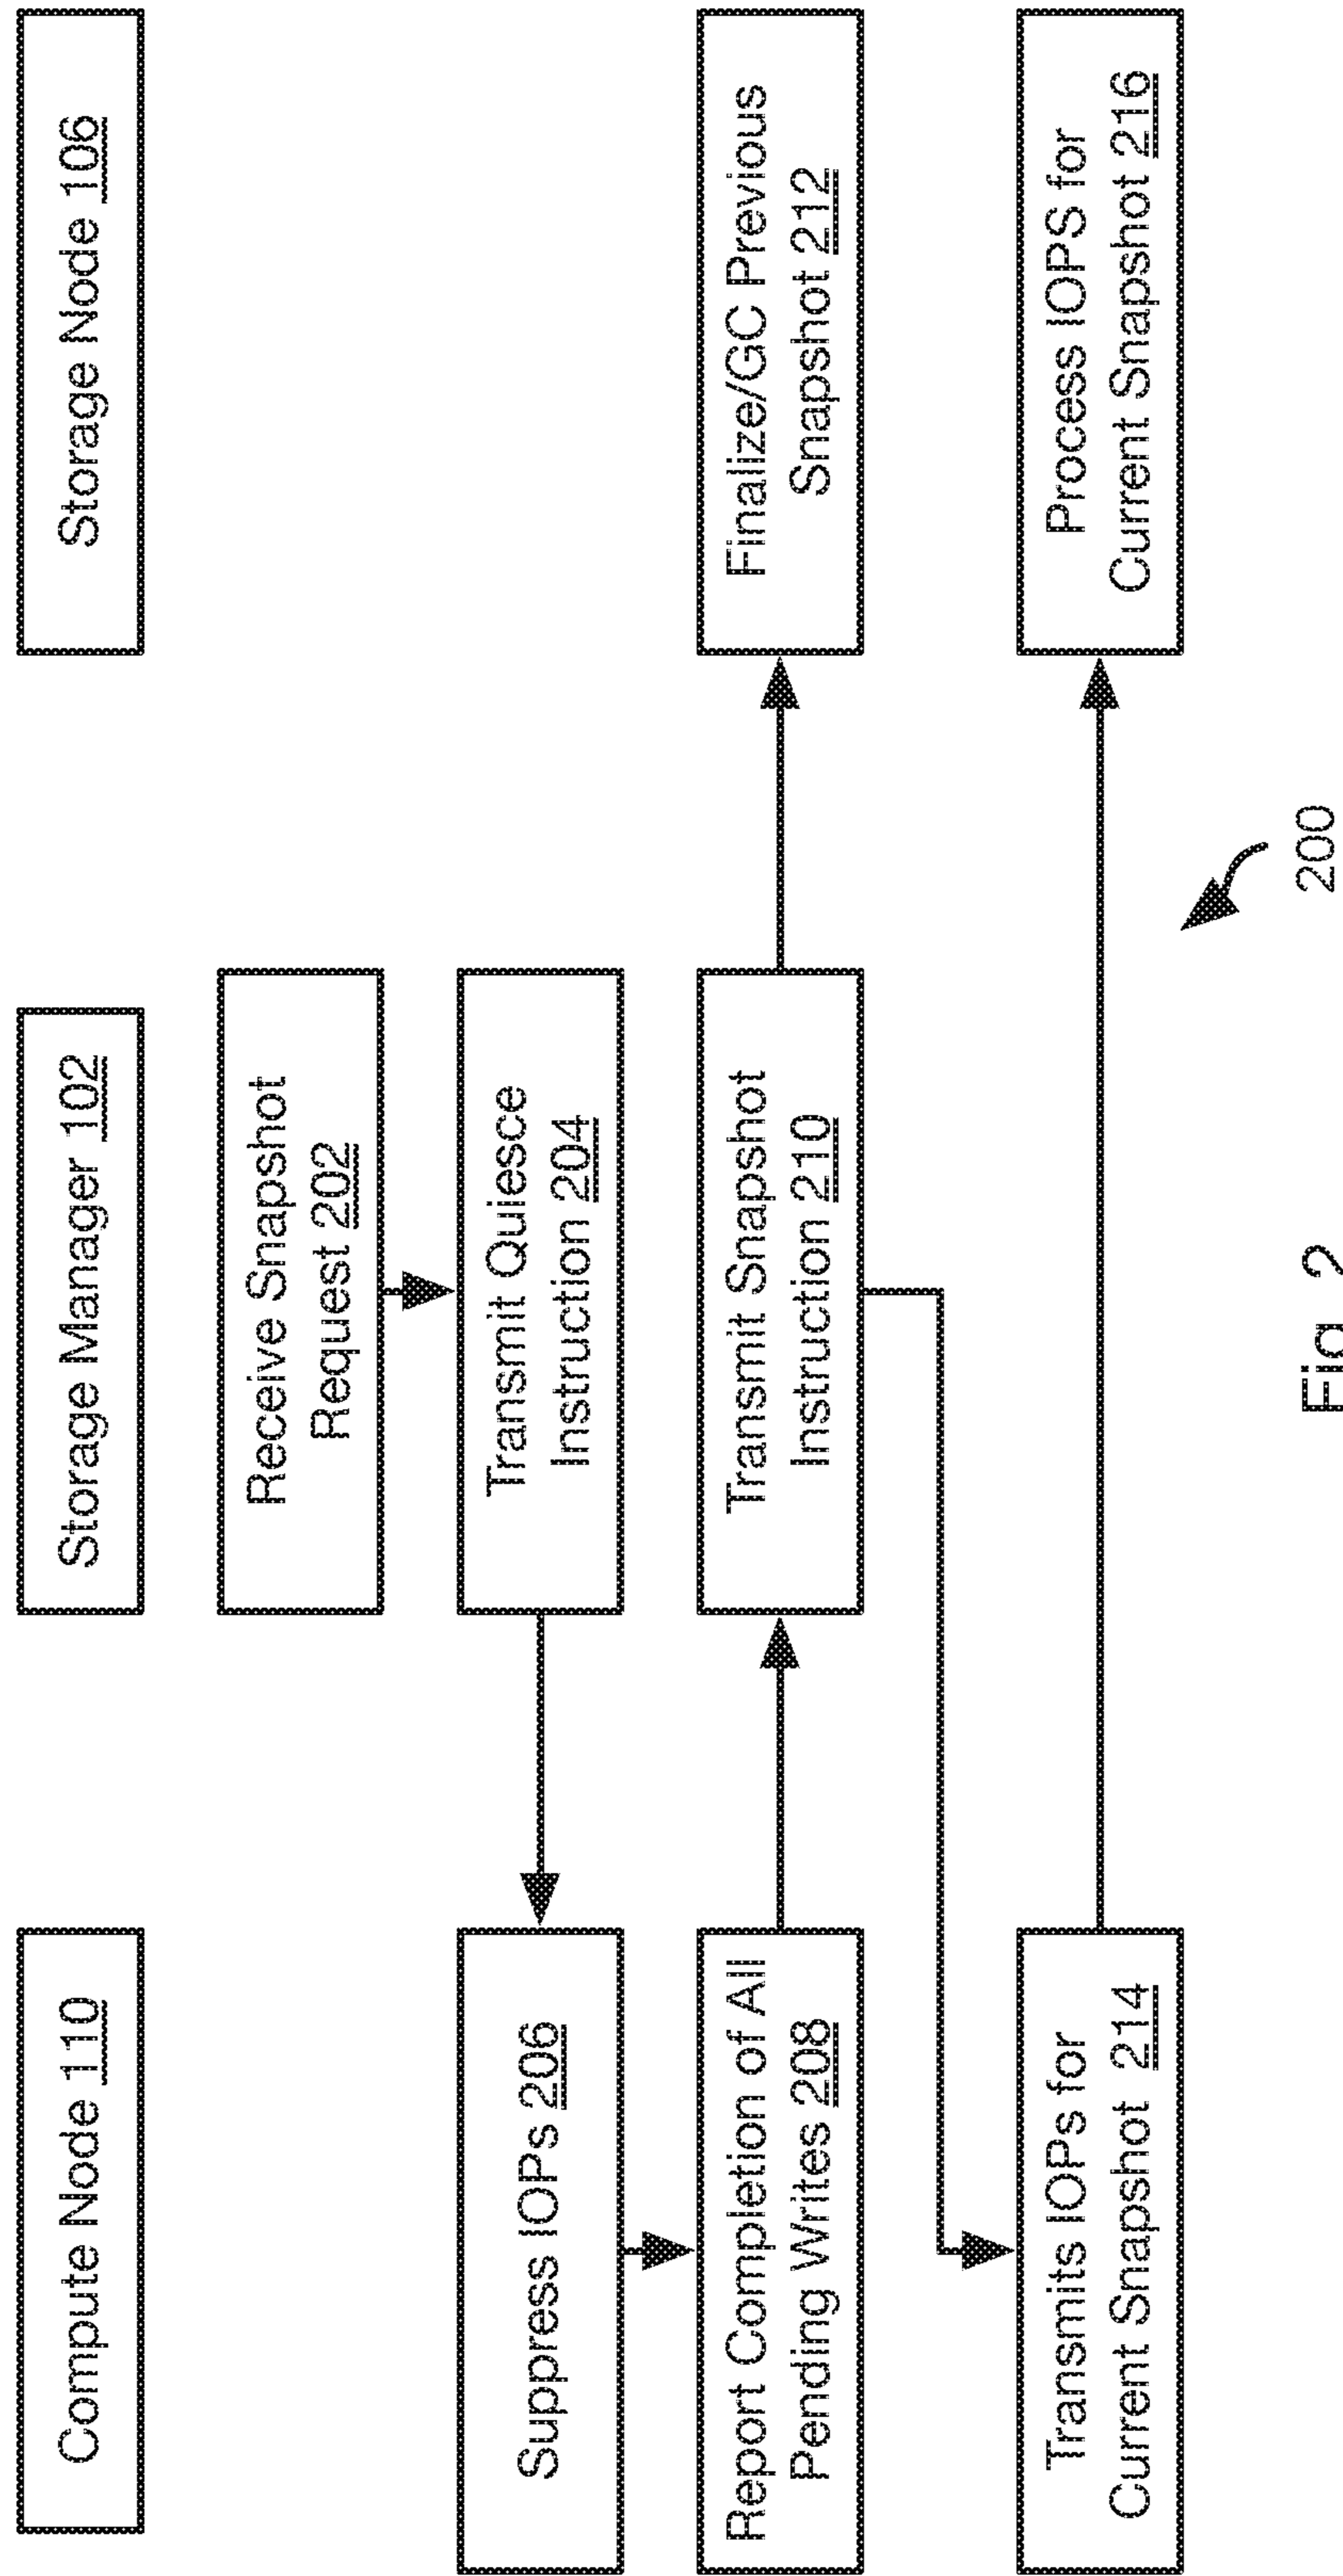 Compute Node 110
Storage Manager 102
Storage Node 106
Receive Snapshot
Request 202
Suppress IOPs 206
Transmit Quiesce
Instruction 204
Report Completion of All
Pending Writes 208
Transmit Snapshot
Instruction 210
Finalize/GC Previous
Snapshot 212
Transmits IOPs for
Current Snapshot 214
Process IOPS for
Current Snapshot 216
200
Fig. 2